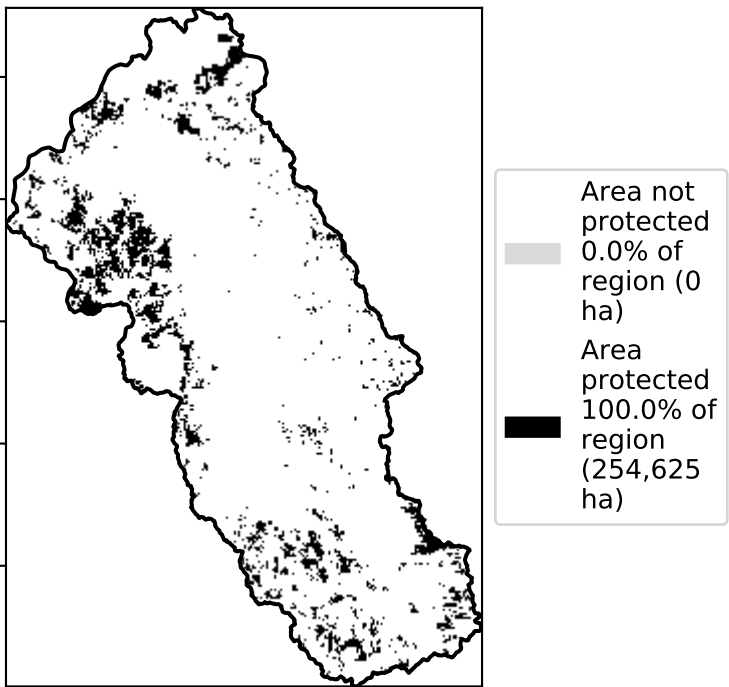 Area not
protected
0.0% of
region (0
ha)
Area
protected
100.0% of
region
(254,625
ha)